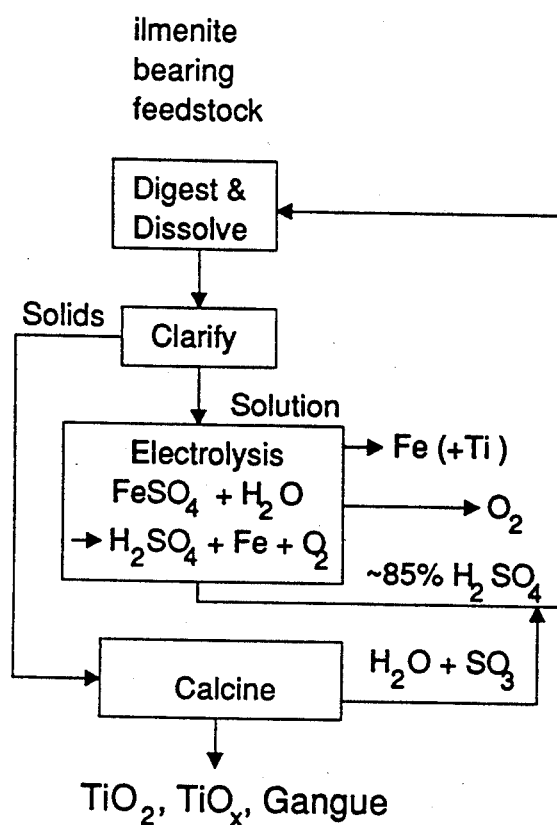 ilmenite
bearing
feedstock
Digest &
Dissolve
Solids
Clarify
Solution
Electrolysis
FeSO₄ + H₂O
→ H₂SO₄ + Fe + O₂
Fe (+Ti)
O₂
~85% H₂SO₄
Calcine
H₂O + SO₃
TiO₂, TiOₓ, Gangue